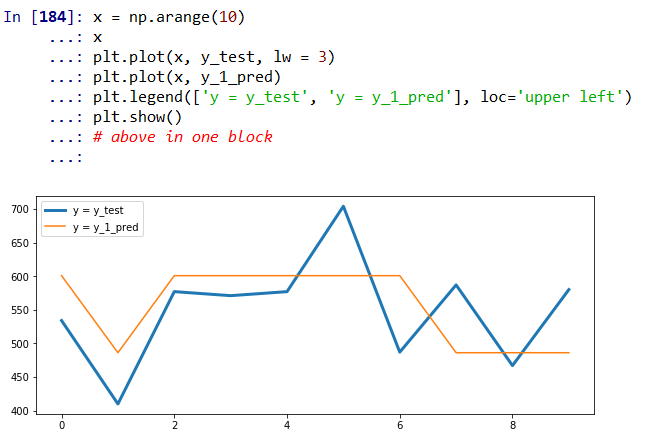 In [184]: x = np.arange(10)
...: x
...: plt.plot(x, y_test, lw = 3)
...: plt.plot(x, y_1_pred)
...: plt.legend(['y = y_test', 'y = y_1_pred'], loc='upper left')
...: plt.show()
...: # above in one block
...:
y = y_test
y = y_1_pred
700
650
600
550
500
450
400
0 2 4 6 8